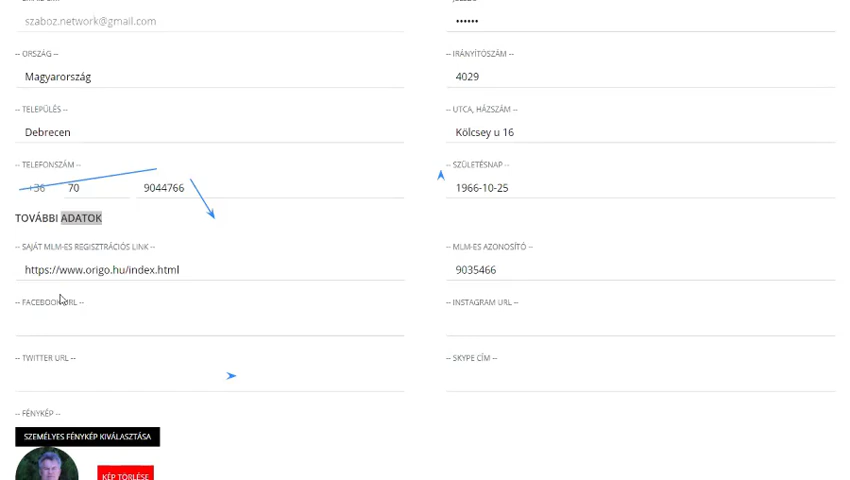 szaboz.network@gmail.com
••••••
-- ORSZÁG --
-- IRÁNYÍTÓSZÁM --
Magyarország
4029
-- TELEPÜLÉS --
-- UTCA, HÁZSZÁM --
Debrecen
Kölcsey u 16
-- TELEFONSZÁM --
-- SZÜLETÉSNAP --
+36 70 9044766
1966-10-25
TOVÁBBI ADATOK
-- SAJÁT MLM-ES REGISZTRÁCIÓS LINK --
-- MLM-ES AZONOSÍTÓ --
https://www.origo.hu/index.html
9035466
-- FACEBOOK URL --
-- INSTAGRAM URL --
-- TWITTER URL --
-- SKYPE CÍM --
-- FÉNYKÉP --
SZEMÉLYES FÉNYKÉP KIVÁLASZTÁSA
KÉP TÖRLÉSE